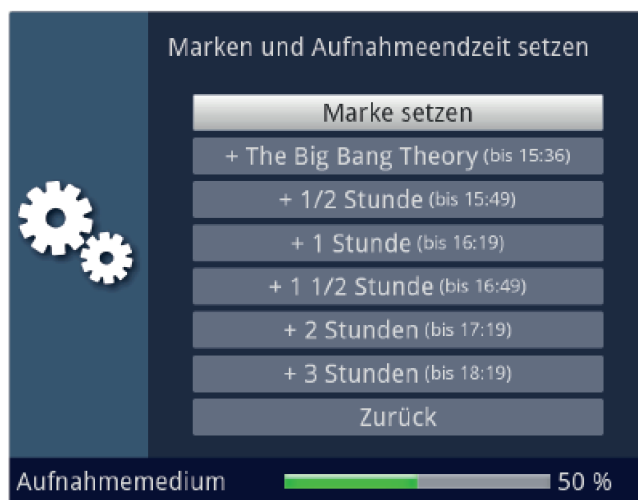 Marken und Aufnahmeendzeit setzen
Marke setzen
+ The Big Bang Theory (bis 15:36)
+ 1/2 Stunde (bis 15:49)
+ 1 Stunde (bis 16:19)
+ 1 1/2 Stunde (bis 16:49)
+ 2 Stunden (bis 17:19)
+ 3 Stunden (bis 18:19)
Zurück
Aufnahmemedium 50 %